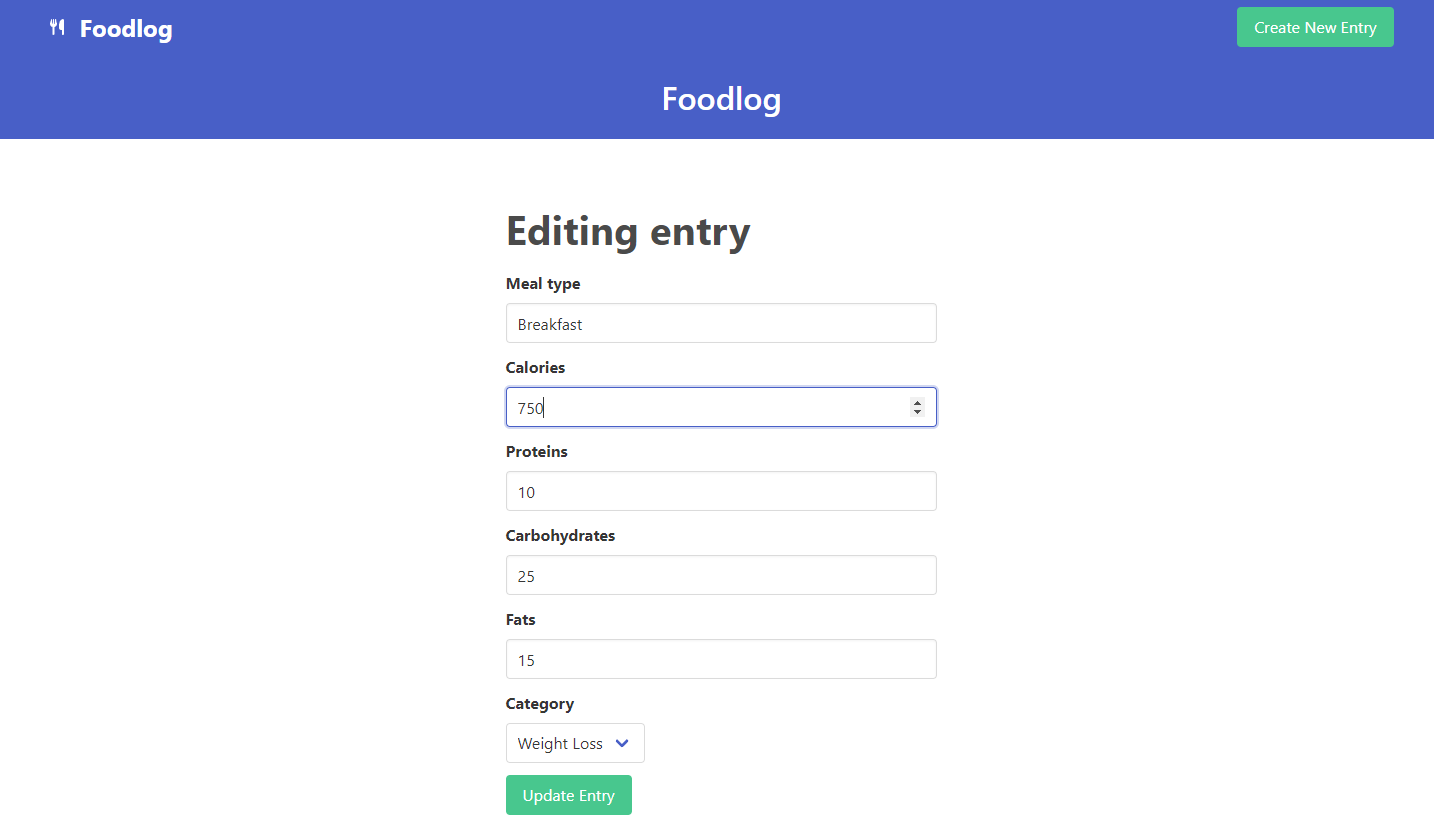 Foodlog
Create New Entry
Foodlog
Editing entry
Meal type
Breakfast
Calories
750
Proteins
10
Carbohydrates
25
Fats
15
Category
Weight Loss
Update Entry